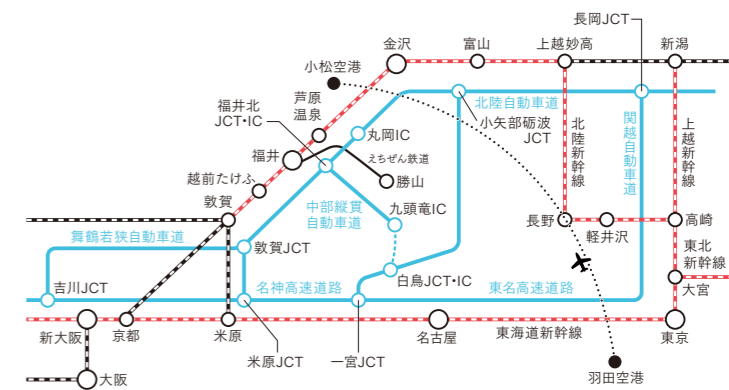 長岡JCT
金沢
富山
上越妙高
新潟
小松空港
芦原
温泉
福井北
JCT・IC
丸岡IC
北陸自動車道
小矢部砺波
JCT
関越自動車道
北陸新幹線
上越新幹線
福井
えちぜん鉄道
勝山
越前たけふ
敦賀
中部縦貫
自動車道
九頭竜IC
長野
軽井沢
高崎
舞鶴若狭自動車道
敦賀JCT
東北
新幹線
白鳥JCT・IC
吉川JCT
名神高速道路
東名高速道路
大宮
新大阪
京都
米原
名古屋
東海道新幹線
東京
米原JCT
一宮JCT
大阪
羽田空港